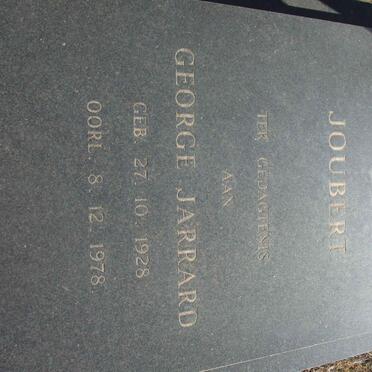 JOUBERT
TER GEDAGTENIS
AAN
GEORGE JARRARD
GEB. 27. 10. 1928
OORL. 8. 12. 1978.